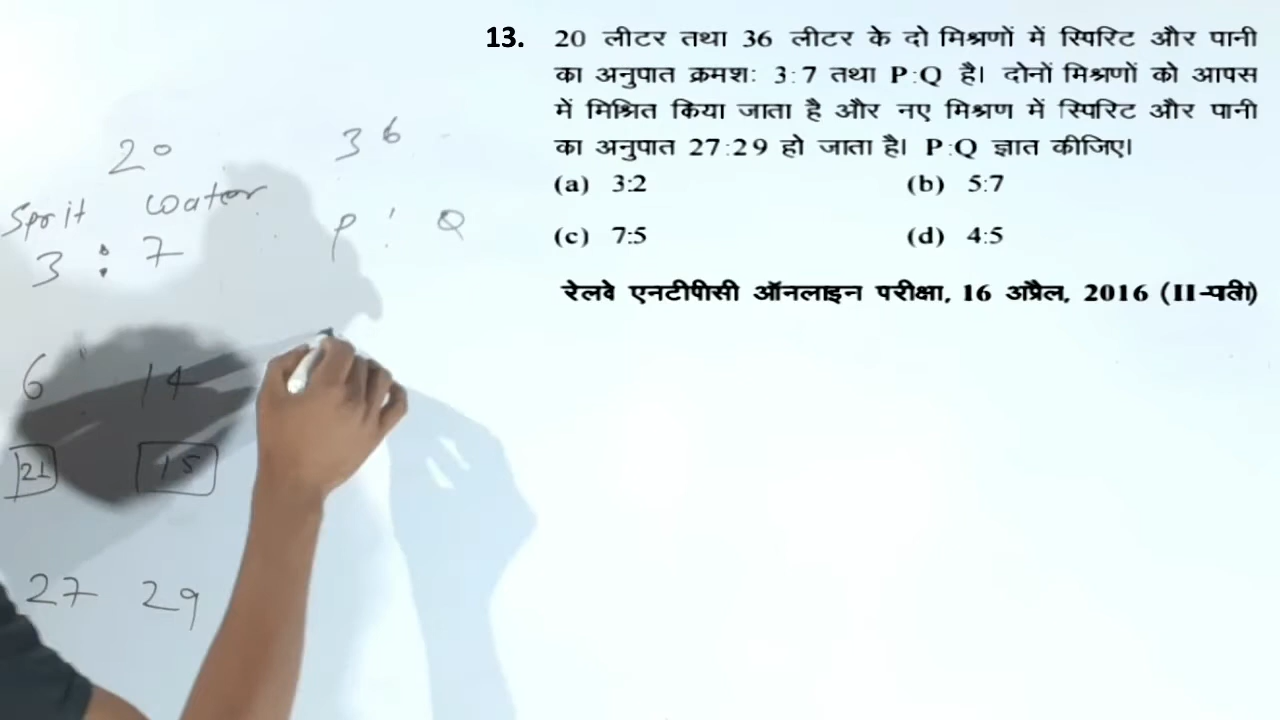 13. 20 लीटर तथा 36 लीटर के दो मिश्रणों में स्पिरिट और पानी
का अनुपात क्रमशः 3:7 तथा P:Q है। दोनों मिश्रणों को आपस
में मिश्रित किया जाता है और नए मिश्रण में स्पिरिट और पानी
का अनुपात 27:29 हो जाता है। P:Q ज्ञात कीजिए।
(a) 3:2 (b) 5:7
(c) 7:5 (d) 4:5
रेलवे एनटीपीसी ऑनलाइन परीक्षा, 16 अप्रैल, 2016 (II-पाली)
20 36
Sprit water
3 : 7 P : Q
6 : 14
21 15
27 29